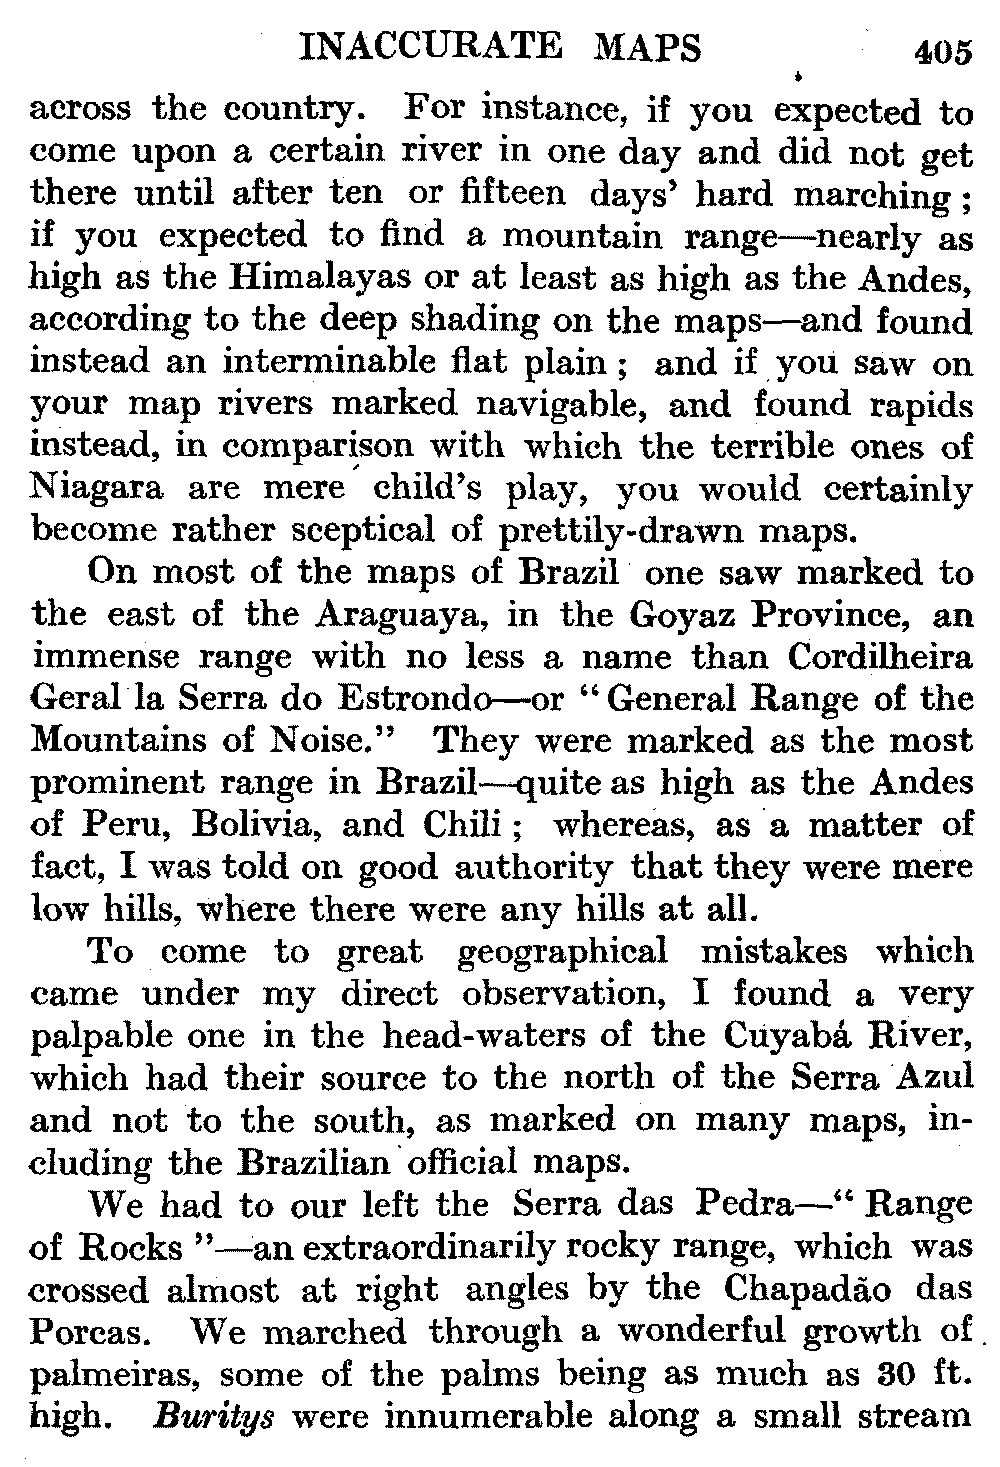 INACCURATE MAPS 405
across the country. For instance, if you expected to
come upon a certain river in one day and did not get
there until after ten or fifteen days' hard marching ;
if you expected to find a mountain range—nearly as
high as the Himalayas or at least as high as the Andes,
according to the deep shading on the maps—and found
instead an interminable flat plain ; and if you saw on
your map rivers marked navigable, and found rapids
instead, in comparison with which the terrible ones of
Niagara are mere child's play, you would certainly
become rather sceptical of prettily-drawn maps.
On most of the maps of Brazil one saw marked to
the east of the Araguaya, in the Goyaz Province, an
immense range with no less a name than Cordilheira
Geral la Serra do Estrondo—or “ General Range of the
Mountains of Noise.” They were marked as the most
prominent range in Brazil—quite as high as the Andes
of Peru, Bolivia, and Chili ; whereas, as a matter of
fact, I was told on good authority that they were mere
low hills, where there were any hills at all.
To come to great geographical mistakes which
came under my direct observation, I found a very
palpable one in the head-waters of the Cuyabá River,
which had their source to the north of the Serra Azul
and not to the south, as marked on many maps, in-
cluding the Brazilian official maps.
We had to our left the Serra das Pedra—“ Range
of Rocks ”—an extraordinarily rocky range, which was
crossed almost at right angles by the Chapadão das
Porcas. We marched through a wonderful growth of
palmeiras, some of the palms being as much as 30 ft.
high. Buritys were innumerable along a small stream